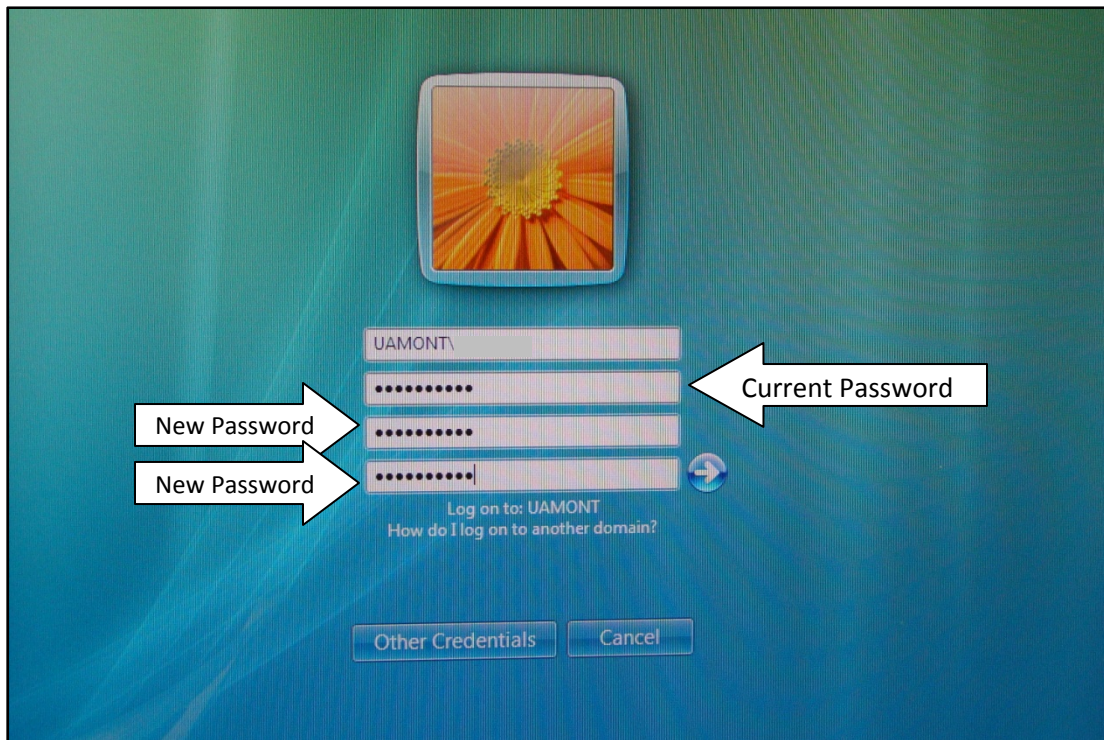 UAMONT\
••••••••••
Current Password
New Password
••••••••••
New Password
••••••••••
Log on to: UAMONT
How do I log on to another domain?
Other Credentials
Cancel